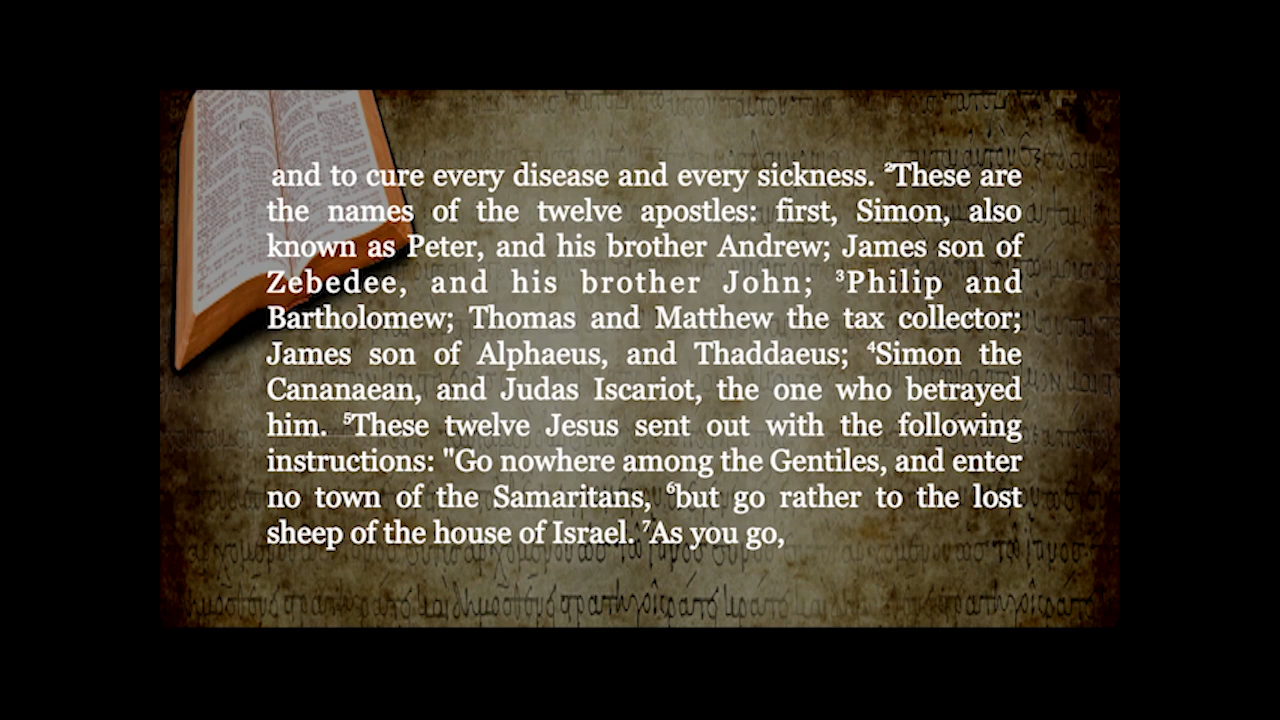 and to cure every disease and every sickness. ²These are
the names of the twelve apostles: first, Simon, also
known as Peter, and his brother Andrew; James son of
Zebedee, and his brother John; ³Philip and
Bartholomew; Thomas and Matthew the tax collector;
James son of Alphaeus, and Thaddaeus; ⁴Simon the
Cananaean, and Judas Iscariot, the one who betrayed
him. ⁵These twelve Jesus sent out with the following
instructions: "Go nowhere among the Gentiles, and enter
no town of the Samaritans, ⁶but go rather to the lost
sheep of the house of Israel. ⁷As you go,